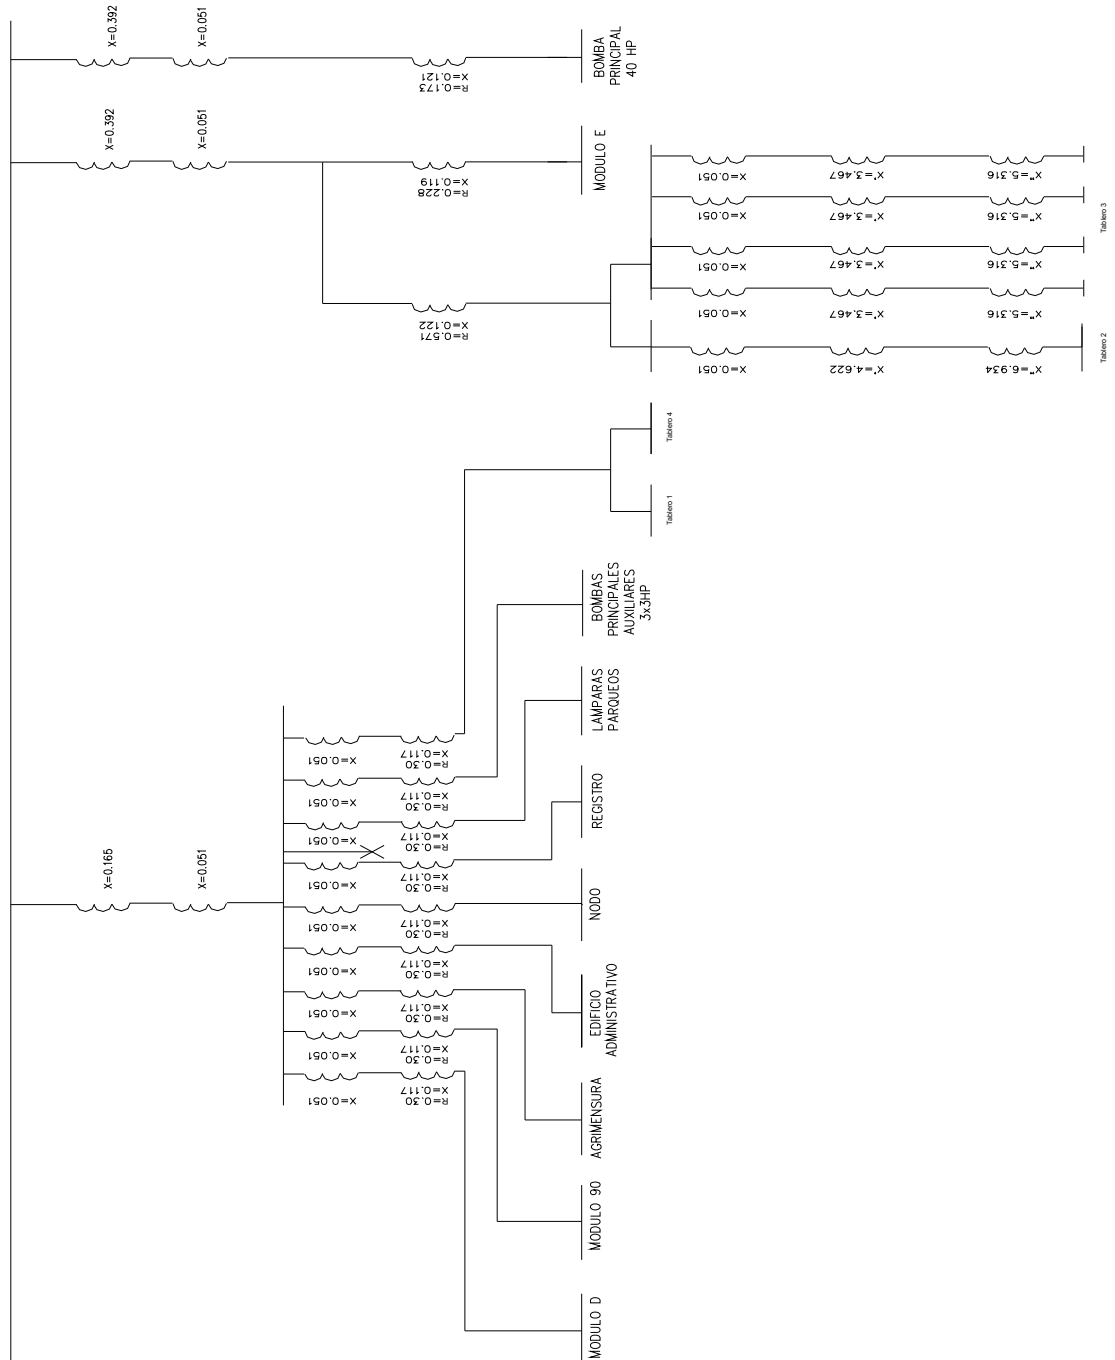 X=0.392
X=0.051
R=0.173
X=0.121
BOMBA
PRINCIPAL
40 HP
X=0.392
X=0.051
R=0.228
X=0.119
MODULO E
R=0.571
X=0.122
X=0.051
X'=3.467
X"=5.316
X=0.051
X'=3.467
X"=5.316
X=0.051
X'=3.467
X"=5.316
X=0.051
X'=3.467
X"=5.316
Tablero 3
X=0.051
X'=4.622
X"=6.934
Tablero 2
Tablero 4
Tablero 1
X=0.165
X=0.051
X=0.051
R=0.30
X=0.117
X=0.051
R=0.30
X=0.117
BOMBAS
PRINCIPALES
AUXILIARES
3x3HP
X=0.051
R=0.30
X=0.117
LAMPARAS
PARQUEOS
X=0.051
R=0.30
X=0.117
REGISTRO
X=0.051
R=0.30
X=0.117
NODO
X=0.051
R=0.30
X=0.117
EDIFICIO
ADMINISTRATIVO
X=0.051
R=0.30
X=0.117
AGRIMENSURA
X=0.051
R=0.30
X=0.117
MODULO 90
X=0.051
R=0.30
X=0.117
MODULO D